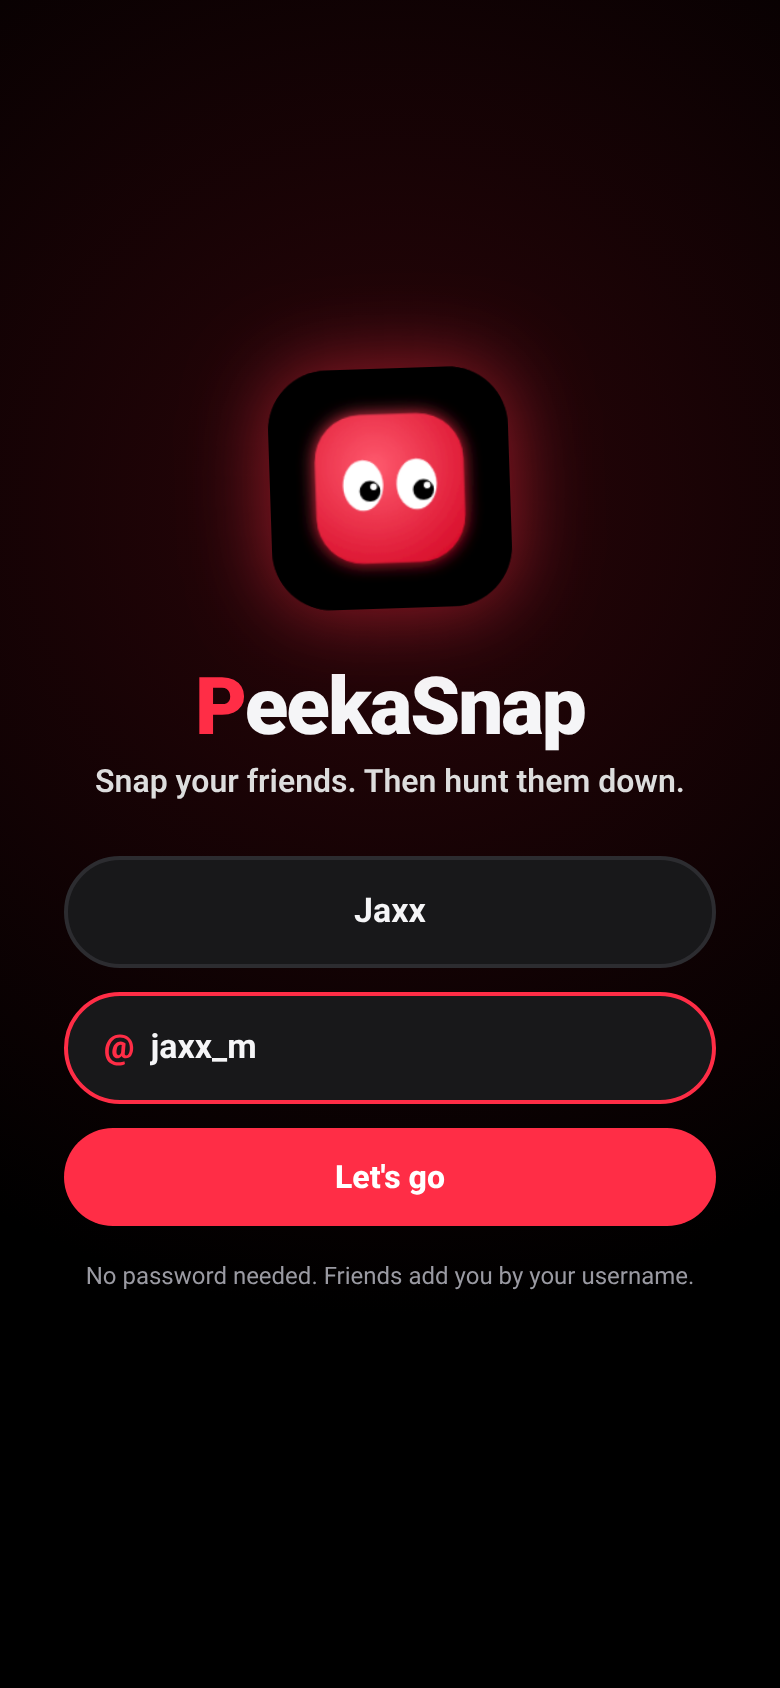 PeekaSnap
Snap your friends. Then hunt them down.
Jaxx
@ jaxx_m
Let's go
No password needed. Friends add you by your username.